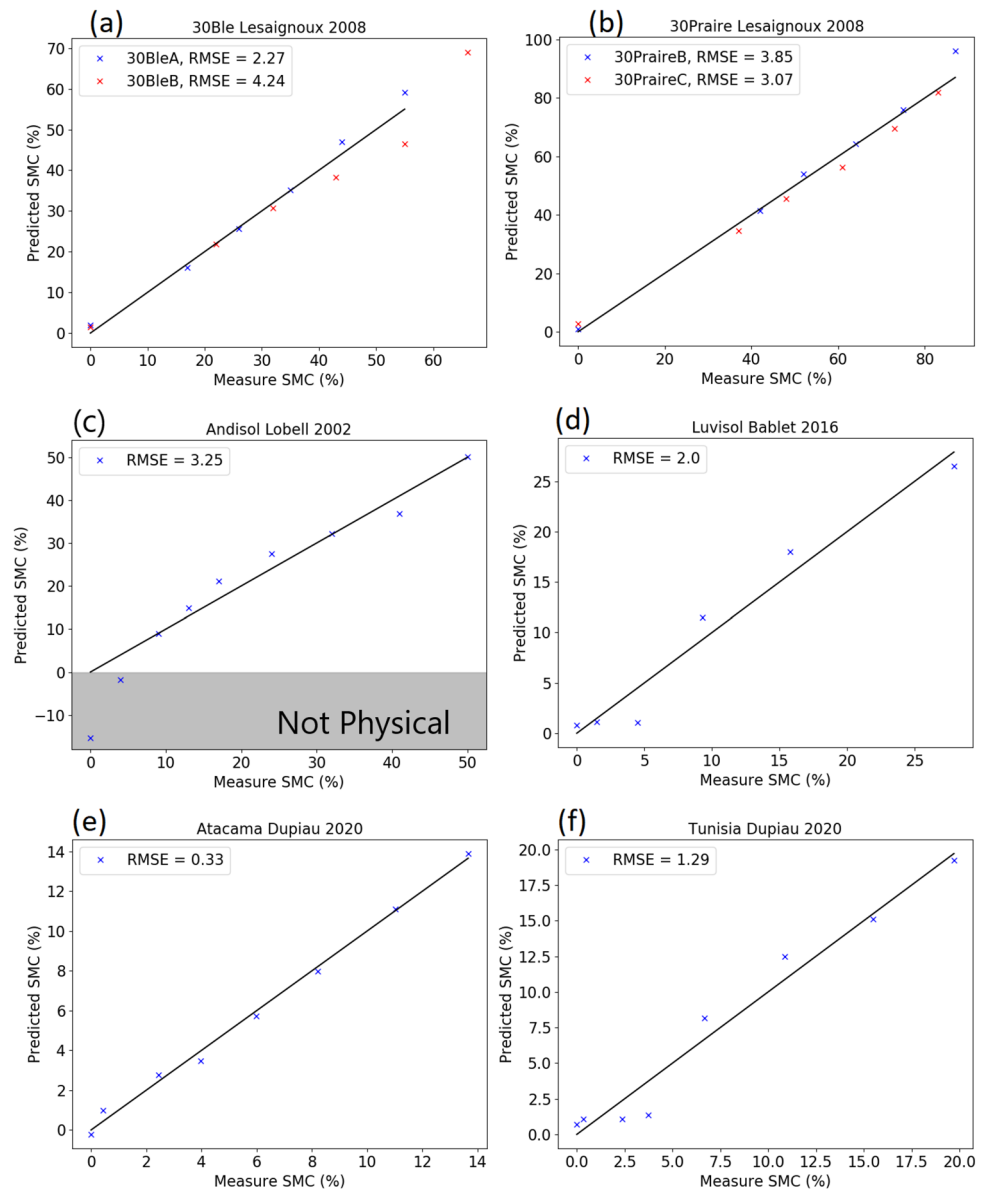 (a)
30Ble Lesaignoux 2008
70
60
50
40
30
20
10
0
Predicted SMC (%)
30BleA, RMSE = 2.27
30BleB, RMSE = 4.24
0 10 20 30 40 50 60
Measure SMC (%)
(b)
30Praire Lesaignoux 2008
100
80
60
40
20
0
Predicted SMC (%)
30PraireB, RMSE = 3.85
30PraireC, RMSE = 3.07
0 20 40 60 80
Measure SMC (%)
(c)
Andisol Lobell 2002
50
40
30
20
10
0
−10
Predicted SMC (%)
RMSE = 3.25
Not Physical
0 10 20 30 40 50
Measure SMC (%)
(d)
Luvisol Bablet 2016
25
20
15
10
5
0
Predicted SMC (%)
RMSE = 2.0
0 5 10 15 20 25
Measure SMC (%)
(e)
Atacama Dupiau 2020
14
12
10
8
6
4
2
0
Predicted SMC (%)
RMSE = 0.33
0 2 4 6 8 10 12 14
Measure SMC (%)
(f)
Tunisia Dupiau 2020
20.0
17.5
15.0
12.5
10.0
7.5
5.0
2.5
0.0
Predicted SMC (%)
RMSE = 1.29
0.0 2.5 5.0 7.5 10.0 12.5 15.0 17.5 20.0
Measure SMC (%)